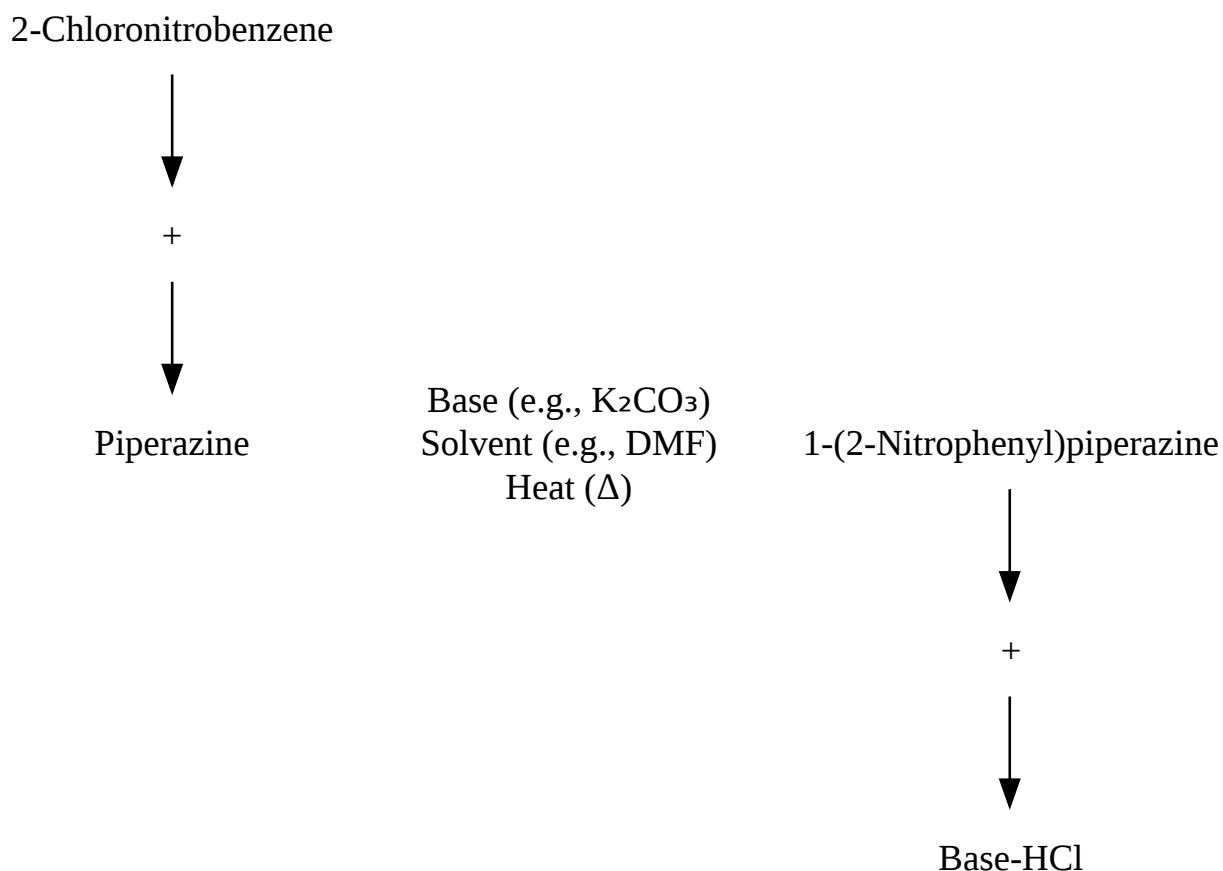 2-Chloronitrobenzene
+
Piperazine
Base (e.g., K₂CO₃)
Solvent (e.g., DMF)
Heat (Δ)
1-(2-Nitrophenyl)piperazine
+
Base-HCl